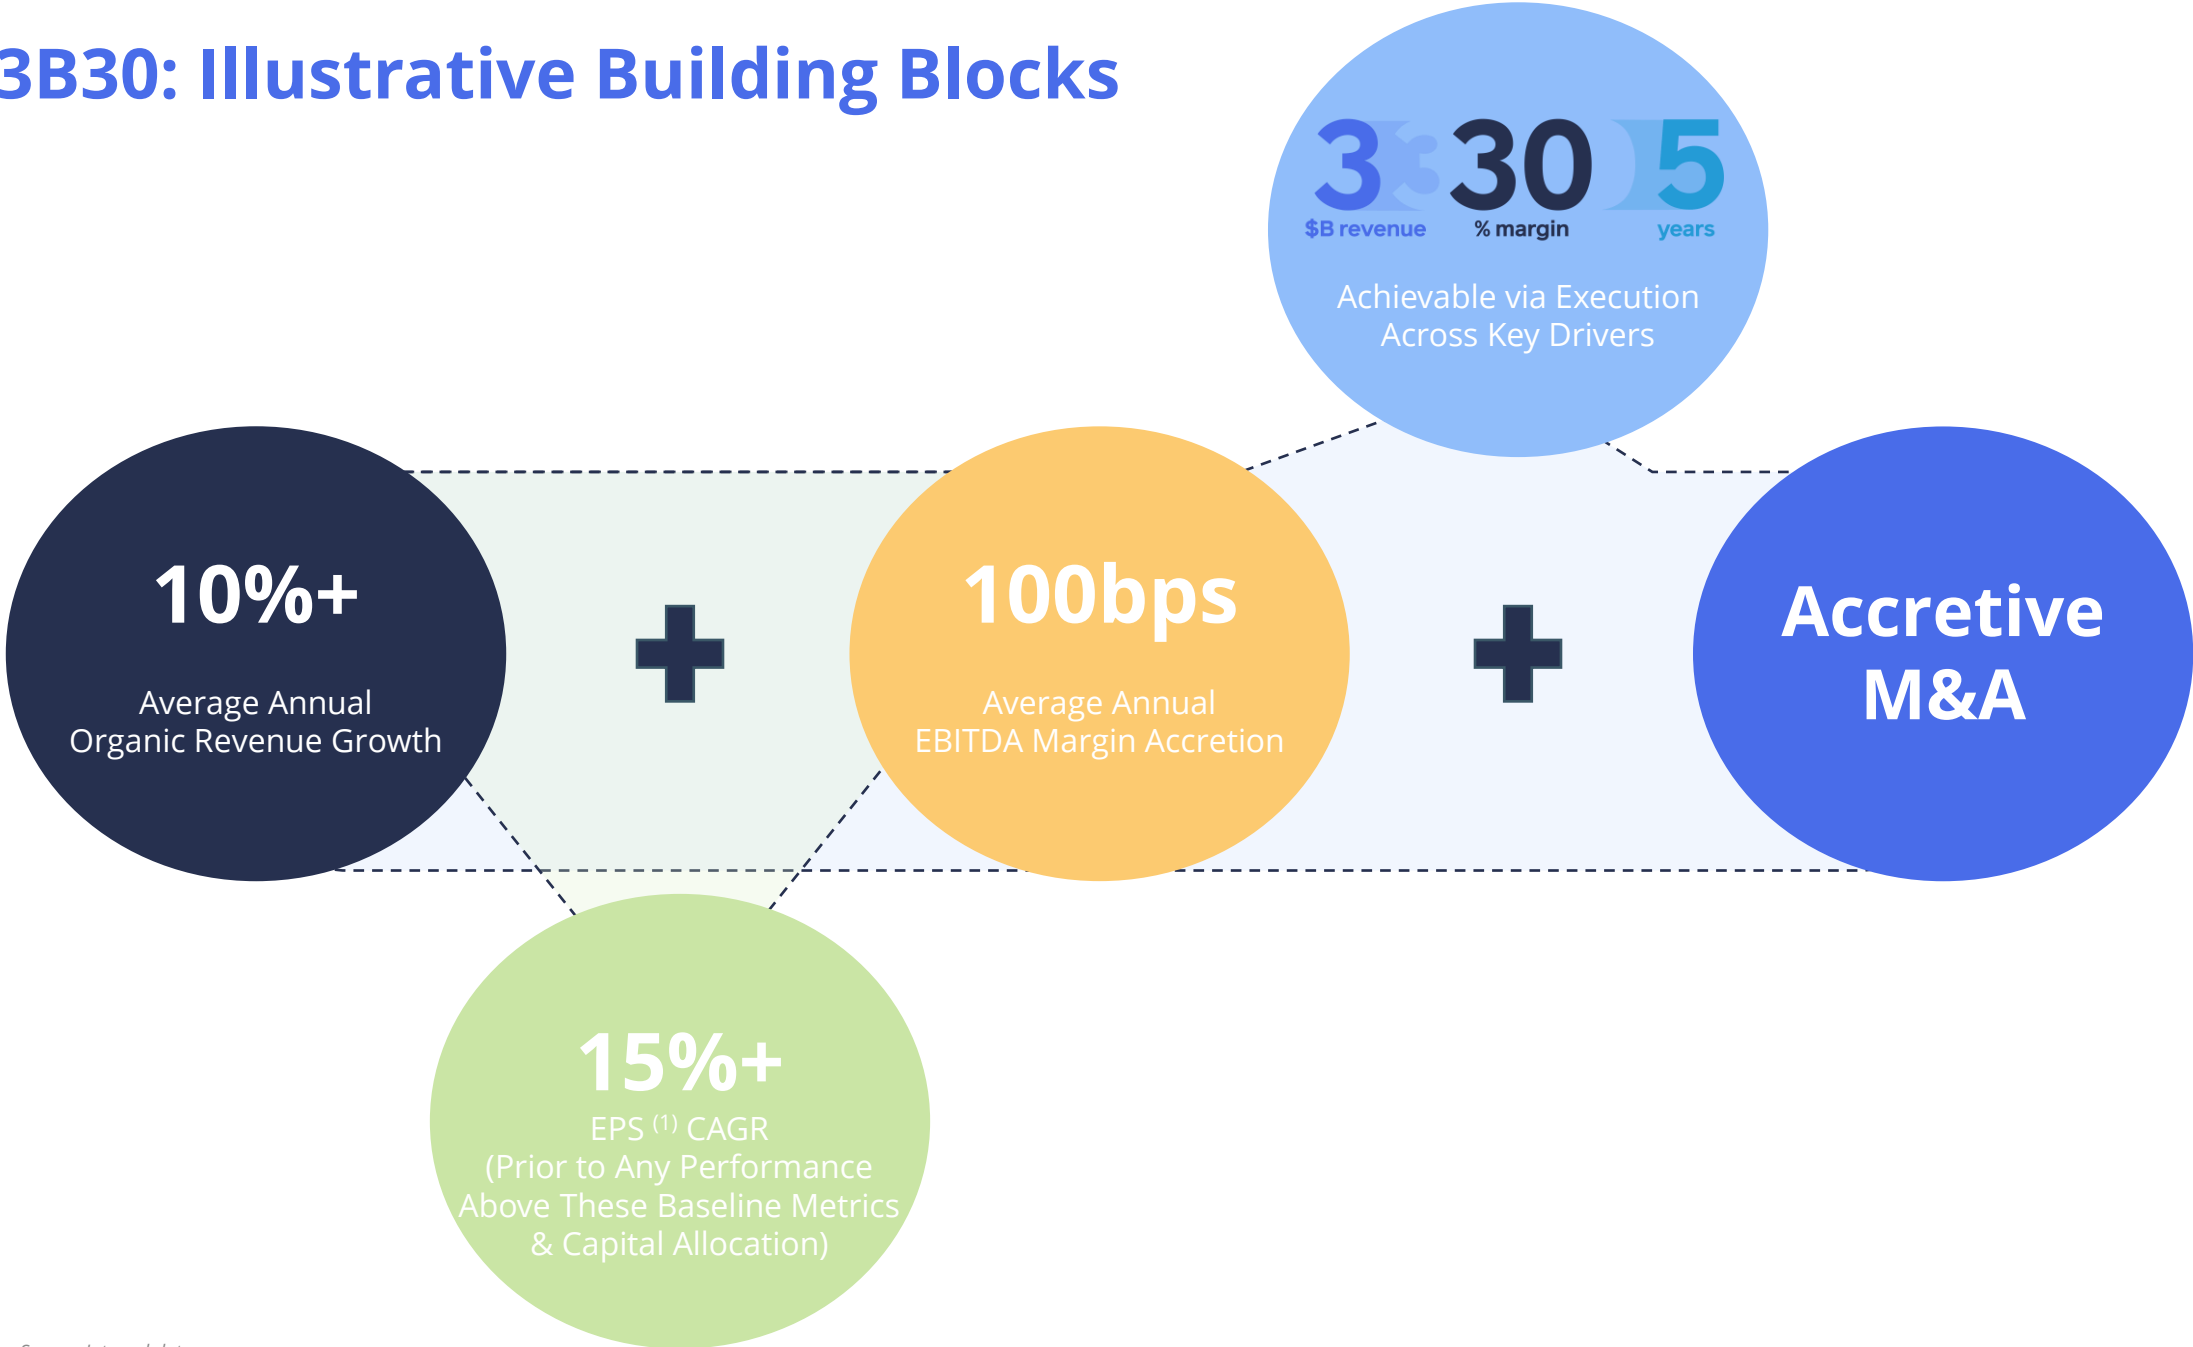 3B30: Illustrative Building Blocks
3 30 5
$B revenue % margin years
Achievable via Execution
Across Key Drivers
10%+
Average Annual
Organic Revenue Growth
100bps
Average Annual
EBITDA Margin Accretion
Accretive
M&A
15%+
EPS (1) CAGR
(Prior to Any Performance
Above These Baseline Metrics
& Capital Allocation)